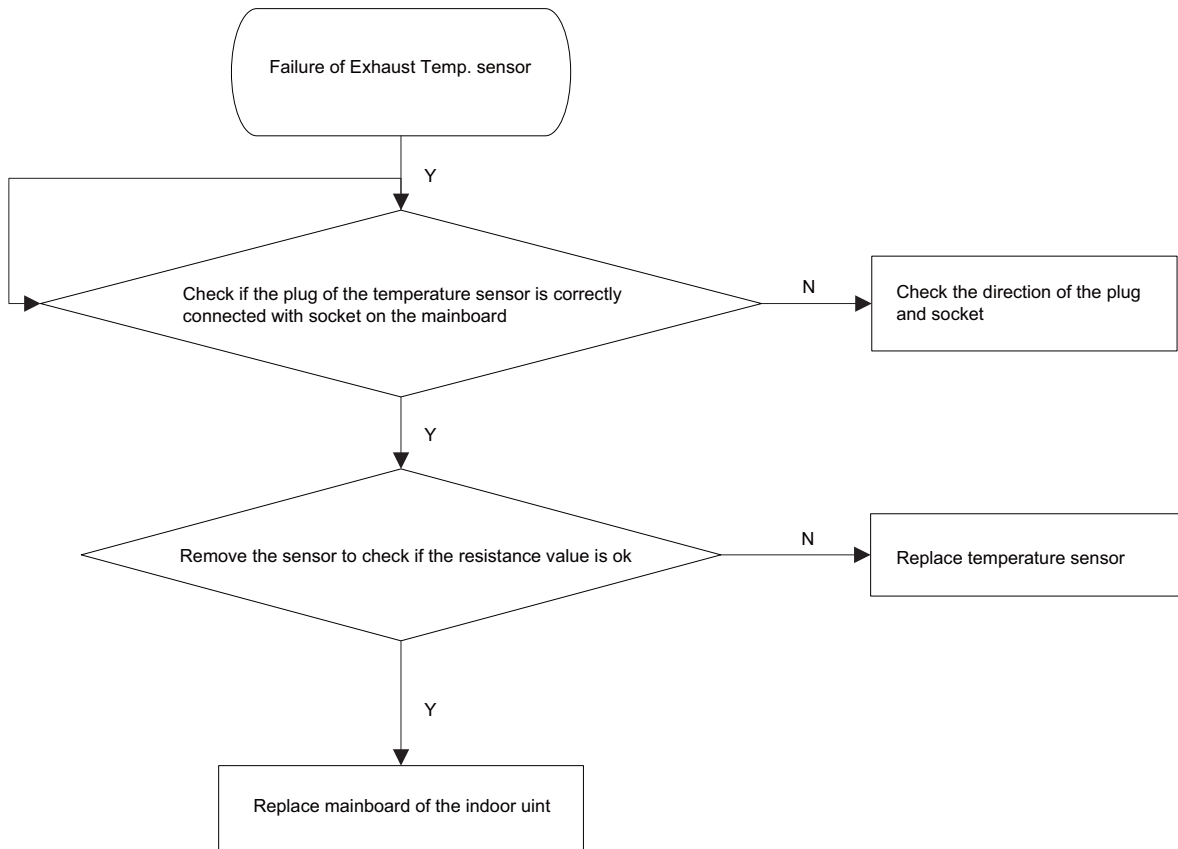 Failure of Exhaust Temp. sensor
Y
Check if the plug of the temperature sensor is correctly
connected with socket on the mainboard
N
Check the direction of the plug
and socket
Y
Remove the sensor to check if the resistance value is ok
N
Replace temperature sensor
Y
Replace mainboard of the indoor uint